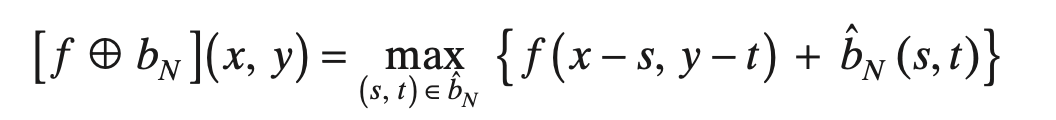 [f ⊕ b_N](x, y) = max_{(s, t) ∈ b̂_N} {f(x − s, y − t) + b̂_N (s, t)}